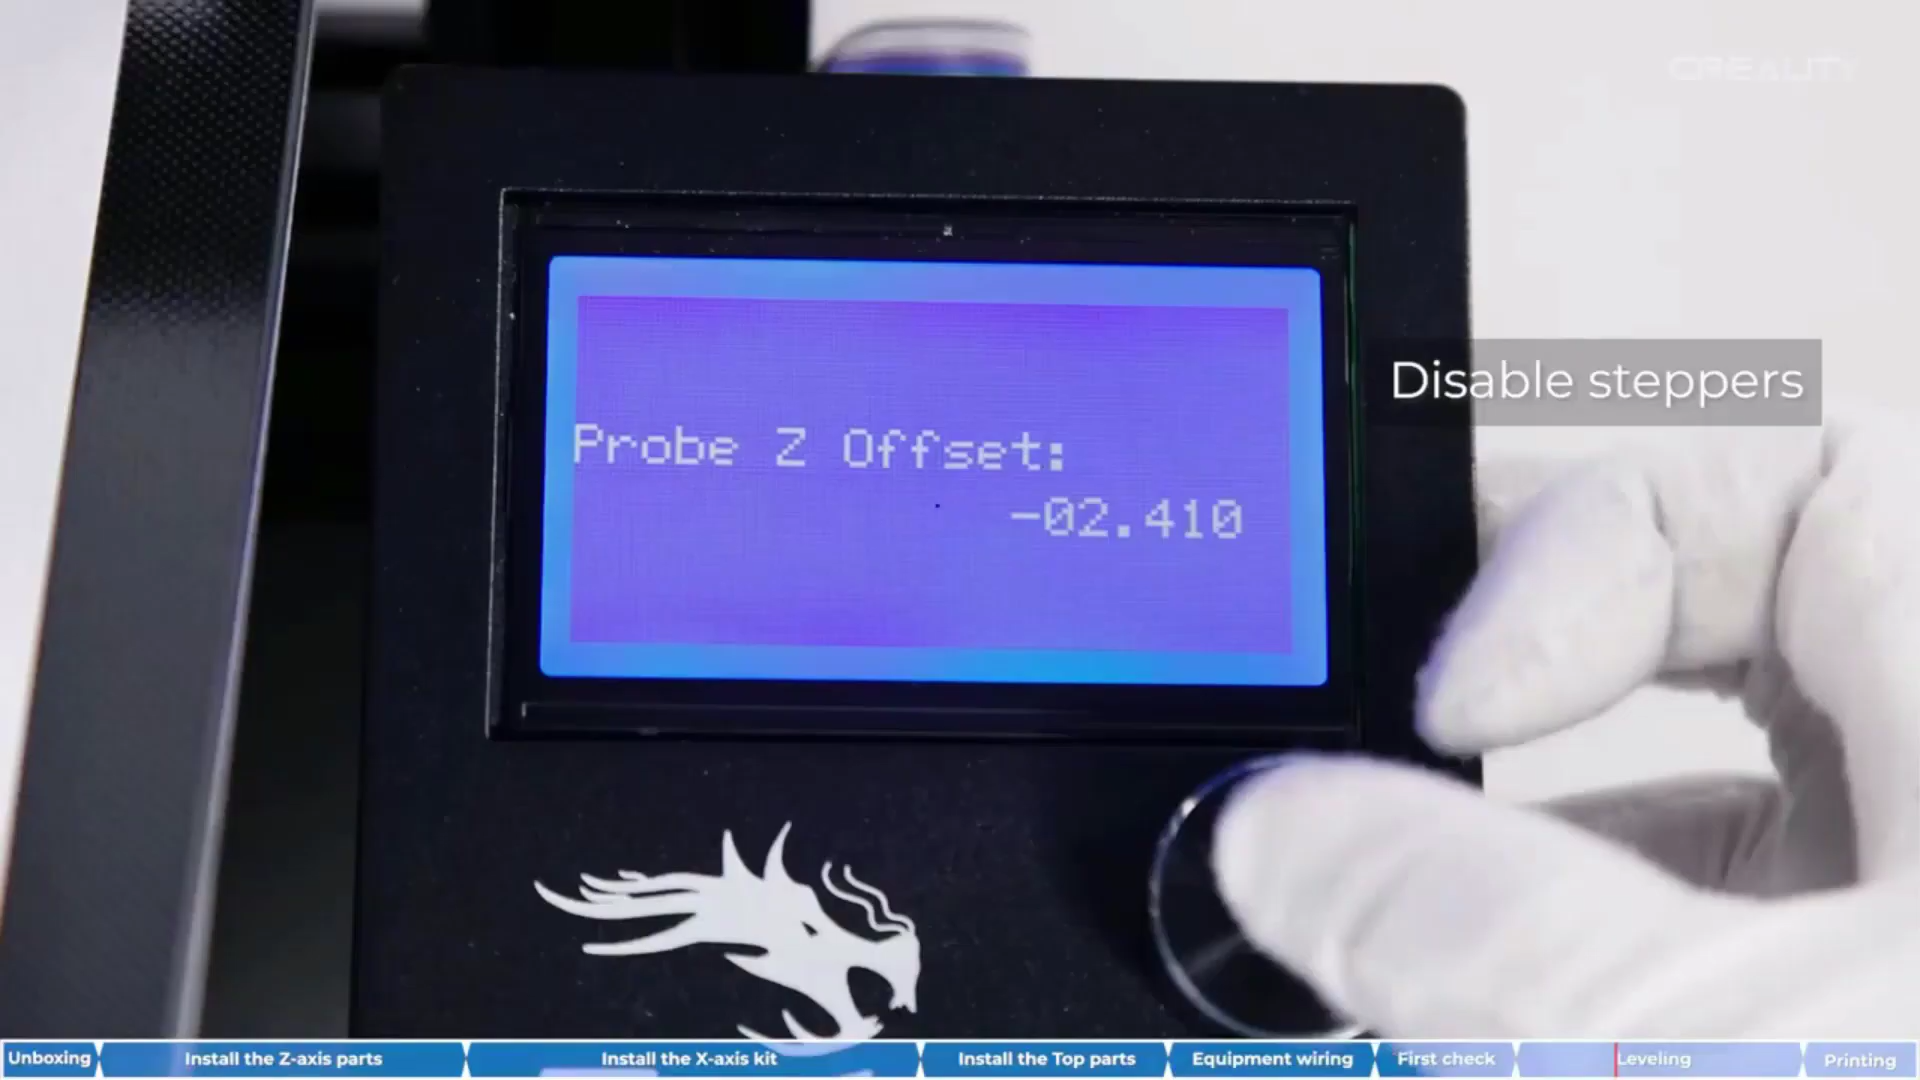 CREALITY
Disable steppers
Probe Z Offset:
-02.410
Unboxing
Install the Z-axis parts
Install the X-axis kit
Install the Top parts
Equipment wiring
First check
Leveling
Printing